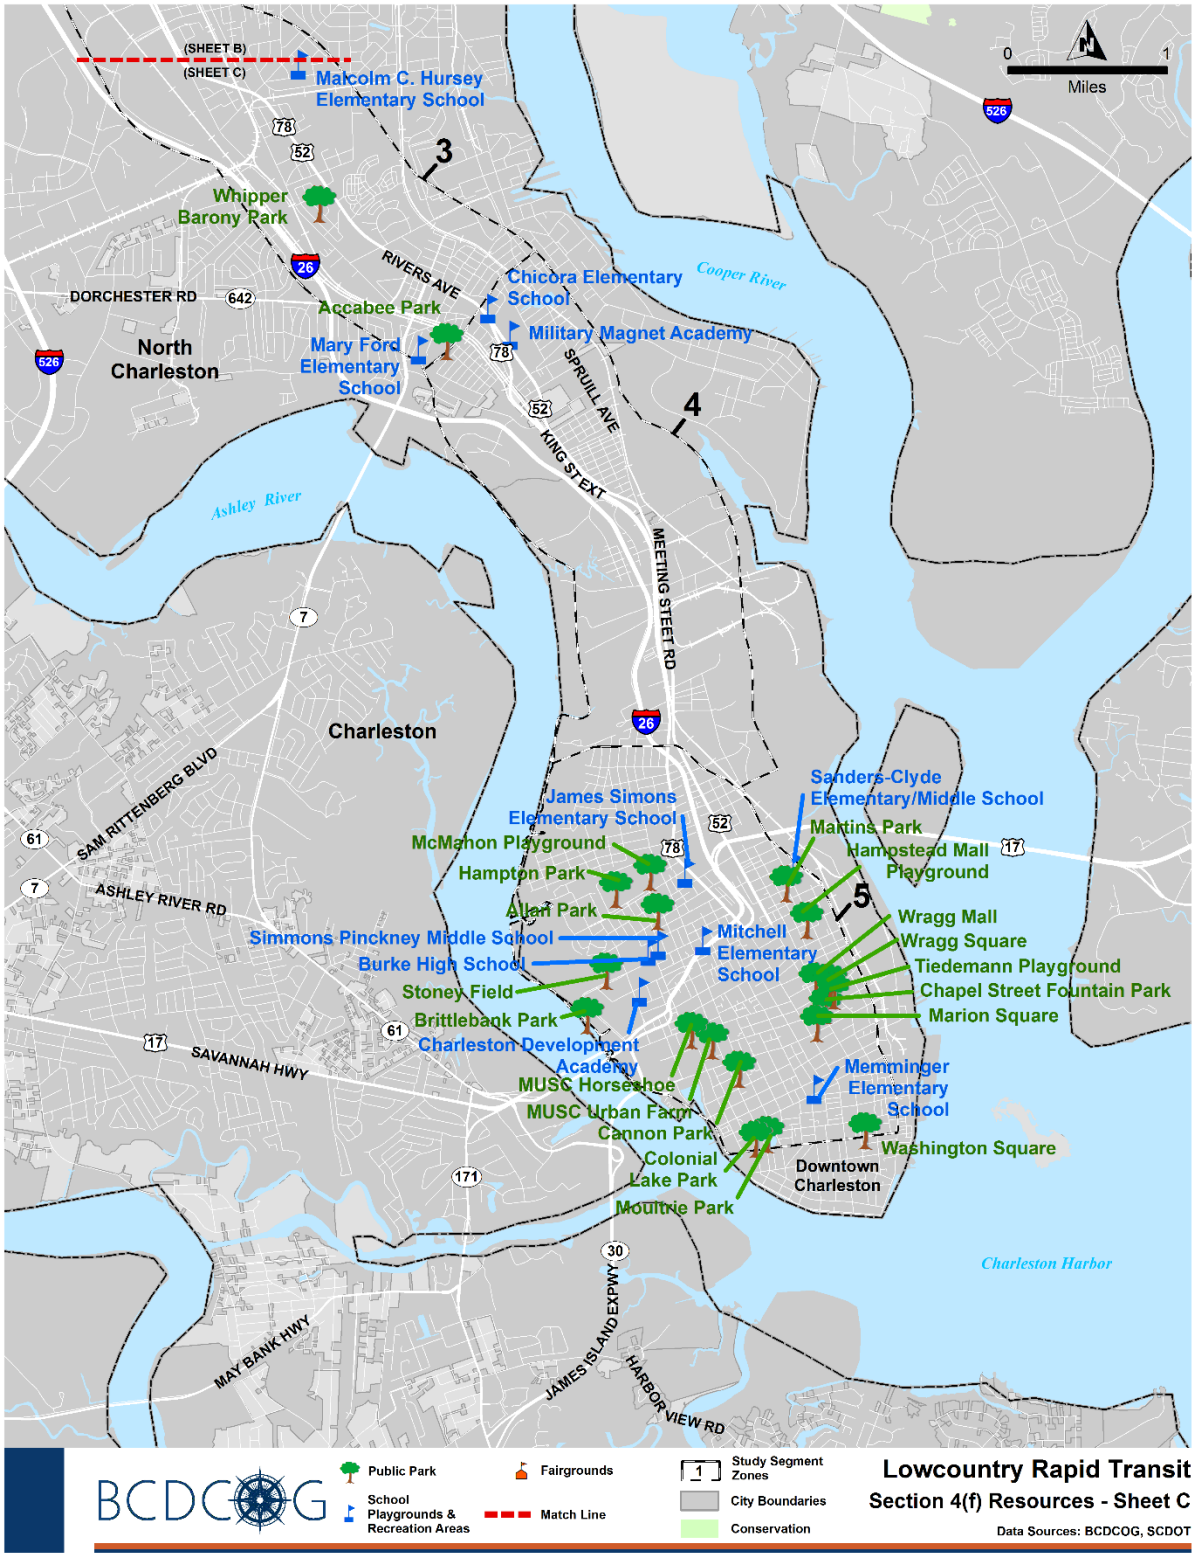 (SHEET B)
(SHEET C)
Malcolm C. Hursey
Elementary School
N
0 1
Miles
526
78
52
3
Whipper
Barony Park
26
RIVERS AVE
Cooper River
Chicora Elementary
School
DORCHESTER RD
642
Accabee Park
Military Magnet Academy
North
Charleston
526
Mary Ford
Elementary
School
78
SPRUILL AVE
52
4
KING ST EXT
Ashley River
MEETING STEET RD
7
Charleston
26
SAM RITTENBERG BLVD
61
7
ASHLEY RIVER RD
James Simons
Elementary School
Sanders-Clyde
Elementary/Middle School
52
78
17
McMahon Playground
Martins Park
Hampstead Mall
Playground
Hampton Park
5
Allan Park
Wragg Mall
Simmons Pinckney Middle School
Mitchell
Elementary
School
Wragg Square
Burke High School
Tiedemann Playground
Stoney Field
Chapel Street Fountain Park
Brittlebank Park
Marion Square
61
17
SAVANNAH HWY
Charleston Development
Academy
Memminger
Elementary
School
MUSC Horseshoe
MUSC Urban Farm
Cannon Park
Washington Square
Colonial
Lake Park
Downtown
Charleston
171
Moultrie Park
30
Charleston Harbor
MAY BANK HWY
JAMES ISLAND EXPWY
HARBOR VIEW RD
BCDCOG
Public Park
School
Playgrounds &
Recreation Areas
Fairgrounds
Match Line
1
Study Segment
Zones
City Boundaries
Conservation
Lowcountry Rapid Transit
Section 4(f) Resources - Sheet C
Data Sources: BCDCOG, SCDOT